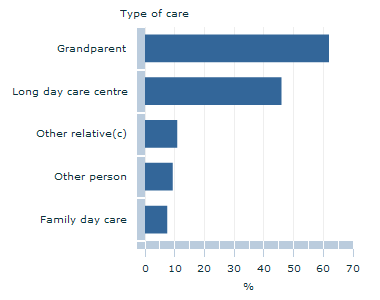 Type of care
Grandparent
Long day care centre
Other relative(c)
Other person
Family day care
0 10 20 30 40 50 60 70
%